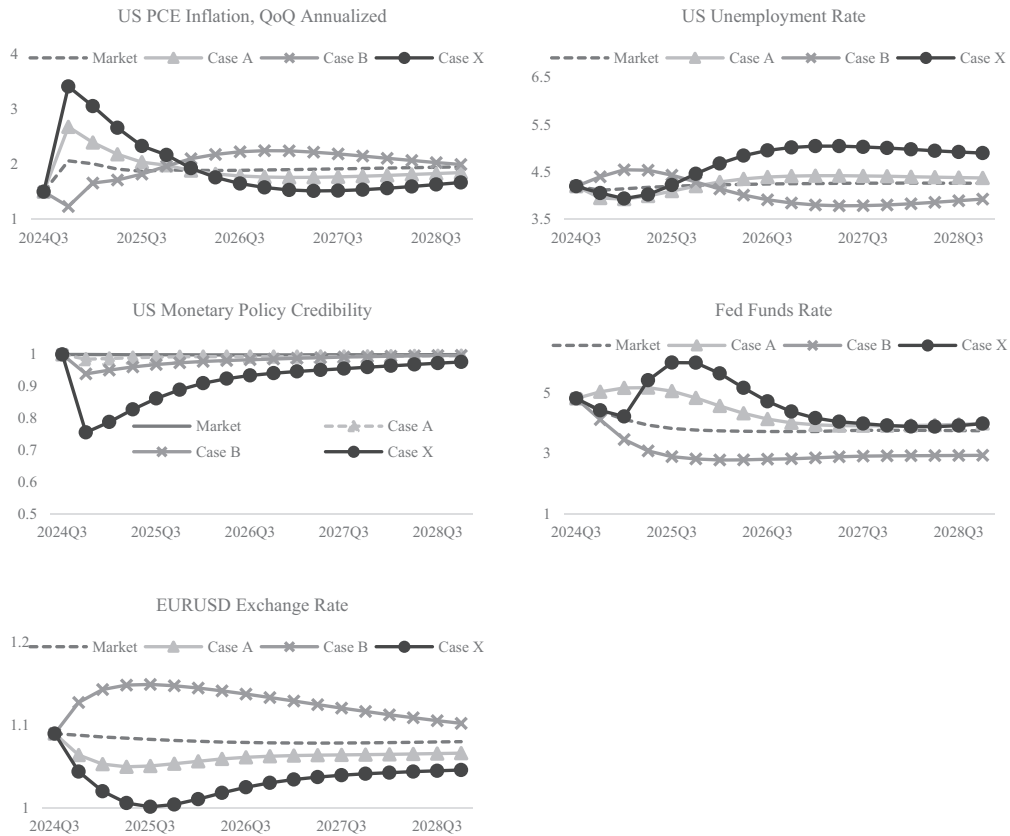 US PCE Inflation, QoQ Annualized
4
Market Case A Case B Case X
3
2
1
2024Q3 2025Q3 2026Q3 2027Q3 2028Q3
US Unemployment Rate
Market Case A Case B Case X
6.5
5.5
4.5
3.5
2024Q3 2025Q3 2026Q3 2027Q3 2028Q3
US Monetary Policy Credibility
1
0.9
0.8
Market Case A
0.7
Case B Case X
0.6
0.5
2024Q3 2025Q3 2026Q3 2027Q3 2028Q3
Fed Funds Rate
Market Case A Case B Case X
5
3
1
2024Q3 2025Q3 2026Q3 2027Q3 2028Q3
EURUSD Exchange Rate
1.2
Market Case A Case B Case X
1.1
1
2024Q3 2025Q3 2026Q3 2027Q3 2028Q3